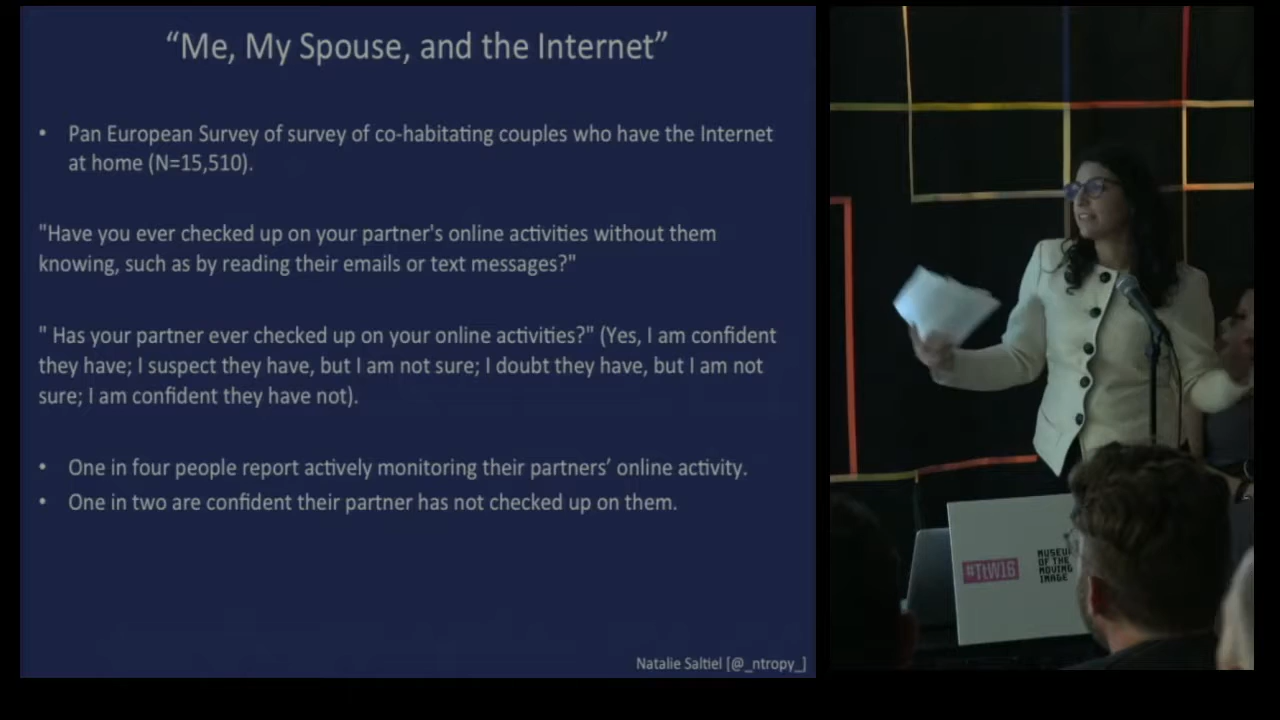 “Me, My Spouse, and the Internet”
• Pan European Survey of survey of co-habitating couples who have the Internet
at home (N=15,510).
"Have you ever checked up on your partner's online activities without them
knowing, such as by reading their emails or text messages?"
" Has your partner ever checked up on your online activities?" (Yes, I am confident
they have; I suspect they have, but I am not sure; I doubt they have, but I am not
sure; I am confident they have not).
• One in four people report actively monitoring their partners’ online activity.
• One in two are confident their partner has not checked up on them.
Natalie Saltiel [@_ntropy_]
#TtW16
MUSEUM
OF THE
MOVING
IMAGE